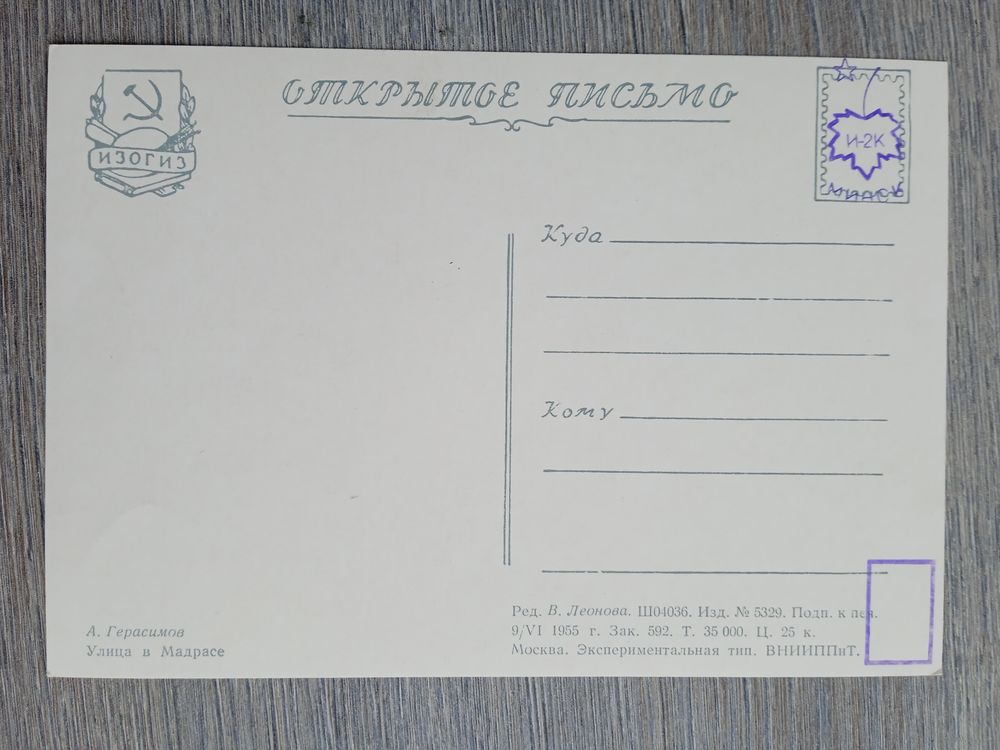 ИЗОГИЗ
ОТКРЫТОЕ ПИСЬМО
И-2К
Куда
Кому
А. Герасимов
Улица в Мадрасе
Ред. В. Леонова. Ш04036. Изд. № 5329. Подп. к печ.
9/VI 1955 г. Зак. 592. Т. 35 000. Ц. 25 к.
Москва. Экспериментальная тип. ВНИИППиТ.